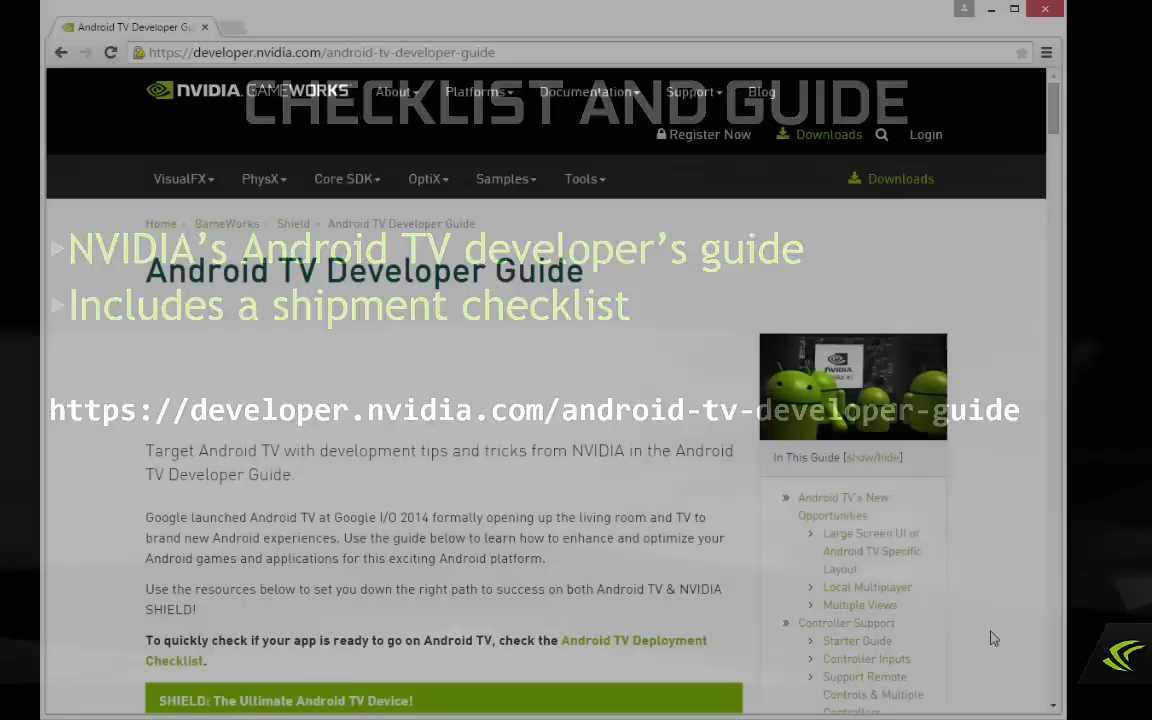 Android TV Developer Gu
https://developer.nvidia.com/android-tv-developer-guide
CHECKLIST AND GUIDE
NVIDIA. GAMEWORKS About Platforms Documentation Support Blog
Register Now Downloads Login
VisualFX PhysX Core SDK OptiX Samples Tools Downloads
Home GameWorks Shield Android TV Developer Guide
NVIDIA’s Android TV developer’s guide
Android TV Developer Guide
Includes a shipment checklist
NVIDIA
https://developer.nvidia.com/android-tv-developer-guide
Target Android TV with development tips and tricks from NVIDIA in the Android
TV Developer Guide.
Google launched Android TV at Google I/O 2014 formally opening up the living room and TV to
brand new Android experiences. Use the guide below to learn how to enhance and optimize your
Android games and applications for this exciting Android platform.
Use the resources below to set you down the right path to success on both Android TV & NVIDIA
SHIELD!
To quickly check if your app is ready to go on Android TV, check the Android TV Deployment
Checklist.
SHIELD: The Ultimate Android TV Device!
In This Guide [show/hide]
» Android TV's New
Opportunities
› Large Screen UI or
Android TV Specific
Layout
› Local Multiplayer
› Multiple Views
» Controller Support
› Starter Guide
› Controller Inputs
› Support Remote
Controls & Multiple
Controllers